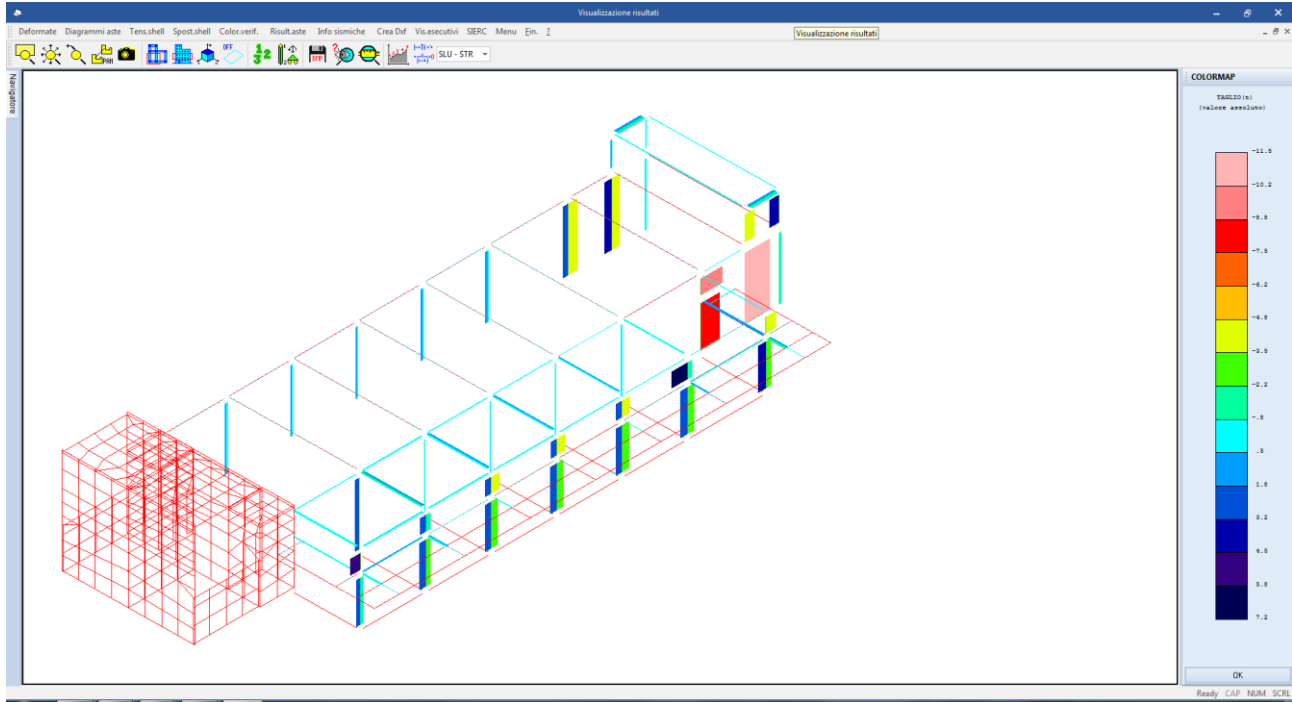 Visualizzazione risultati
Deformate Diagrammi aste Tens.shell Spost.shell Color.verif. Risult.aste Info sismiche Crea Dxf Vis.esecutivi SIERC Menu Fin. ?
Visualizzazione risultati
PAN
OFF
SLU - STR
Navigatore
COLORMAP
TAGLIO(t)
(valore assoluto)
-11.5
-10.2
-8.8
-7.5
-6.2
-4.8
-3.5
-2.2
-.8
.5
1.8
3.2
5.8
7.2
OK
Ready CAP NUM SCRL